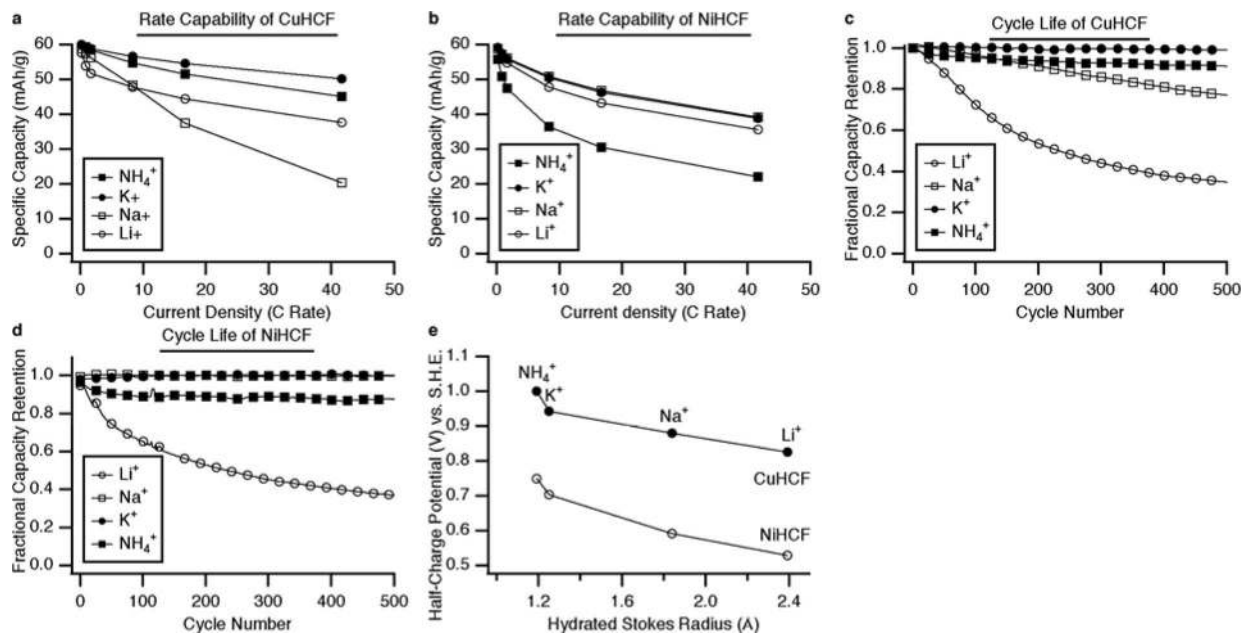 a
Rate Capability of CuHCF
Specific Capacity (mAh/g)
60
50
40
30
20
10
0
NH₄⁺
K+
Na+
Li+
0 10 20 30 40 50
Current Density (C Rate)
b
Rate Capability of NiHCF
Specific Capacity (mAh/g)
60
50
40
30
20
10
0
NH₄⁺
K⁺
Na⁺
Li⁺
0 10 20 30 40 50
Current density (C Rate)
c
Cycle Life of CuHCF
Fractional Capacity Retention
1.0
0.8
0.6
0.4
0.2
0.0
Li⁺
Na⁺
K⁺
NH₄⁺
0 100 200 300 400 500
Cycle Number
d
Cycle Life of NiHCF
Fractional Capacity Retention
1.0
0.8
0.6
0.4
0.2
0.0
Li⁺
Na⁺
K⁺
NH₄⁺
0 100 200 300 400 500
Cycle Number
e
Half-Charge Potential (V) vs. S.H.E.
1.1
1.0
0.9
0.8
0.7
0.6
0.5
NH₄⁺
K⁺
Na⁺
Li⁺
CuHCF
NiHCF
1.2 1.6 2.0 2.4
Hydrated Stokes Radius (A)